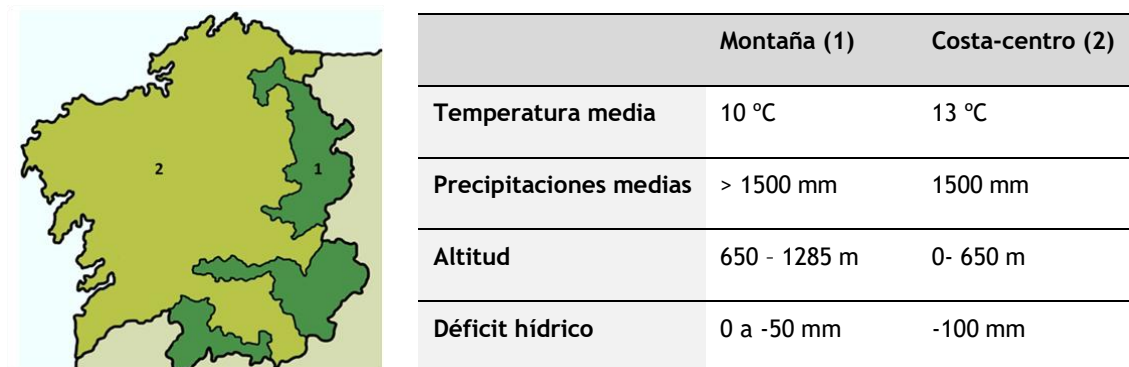 2
1
Montaña (1) Costa-centro (2)
Temperatura media 10 ºC 13 ºC
Precipitaciones medias > 1500 mm 1500 mm
Altitud 650 – 1285 m 0- 650 m
Déficit hídrico 0 a -50 mm -100 mm